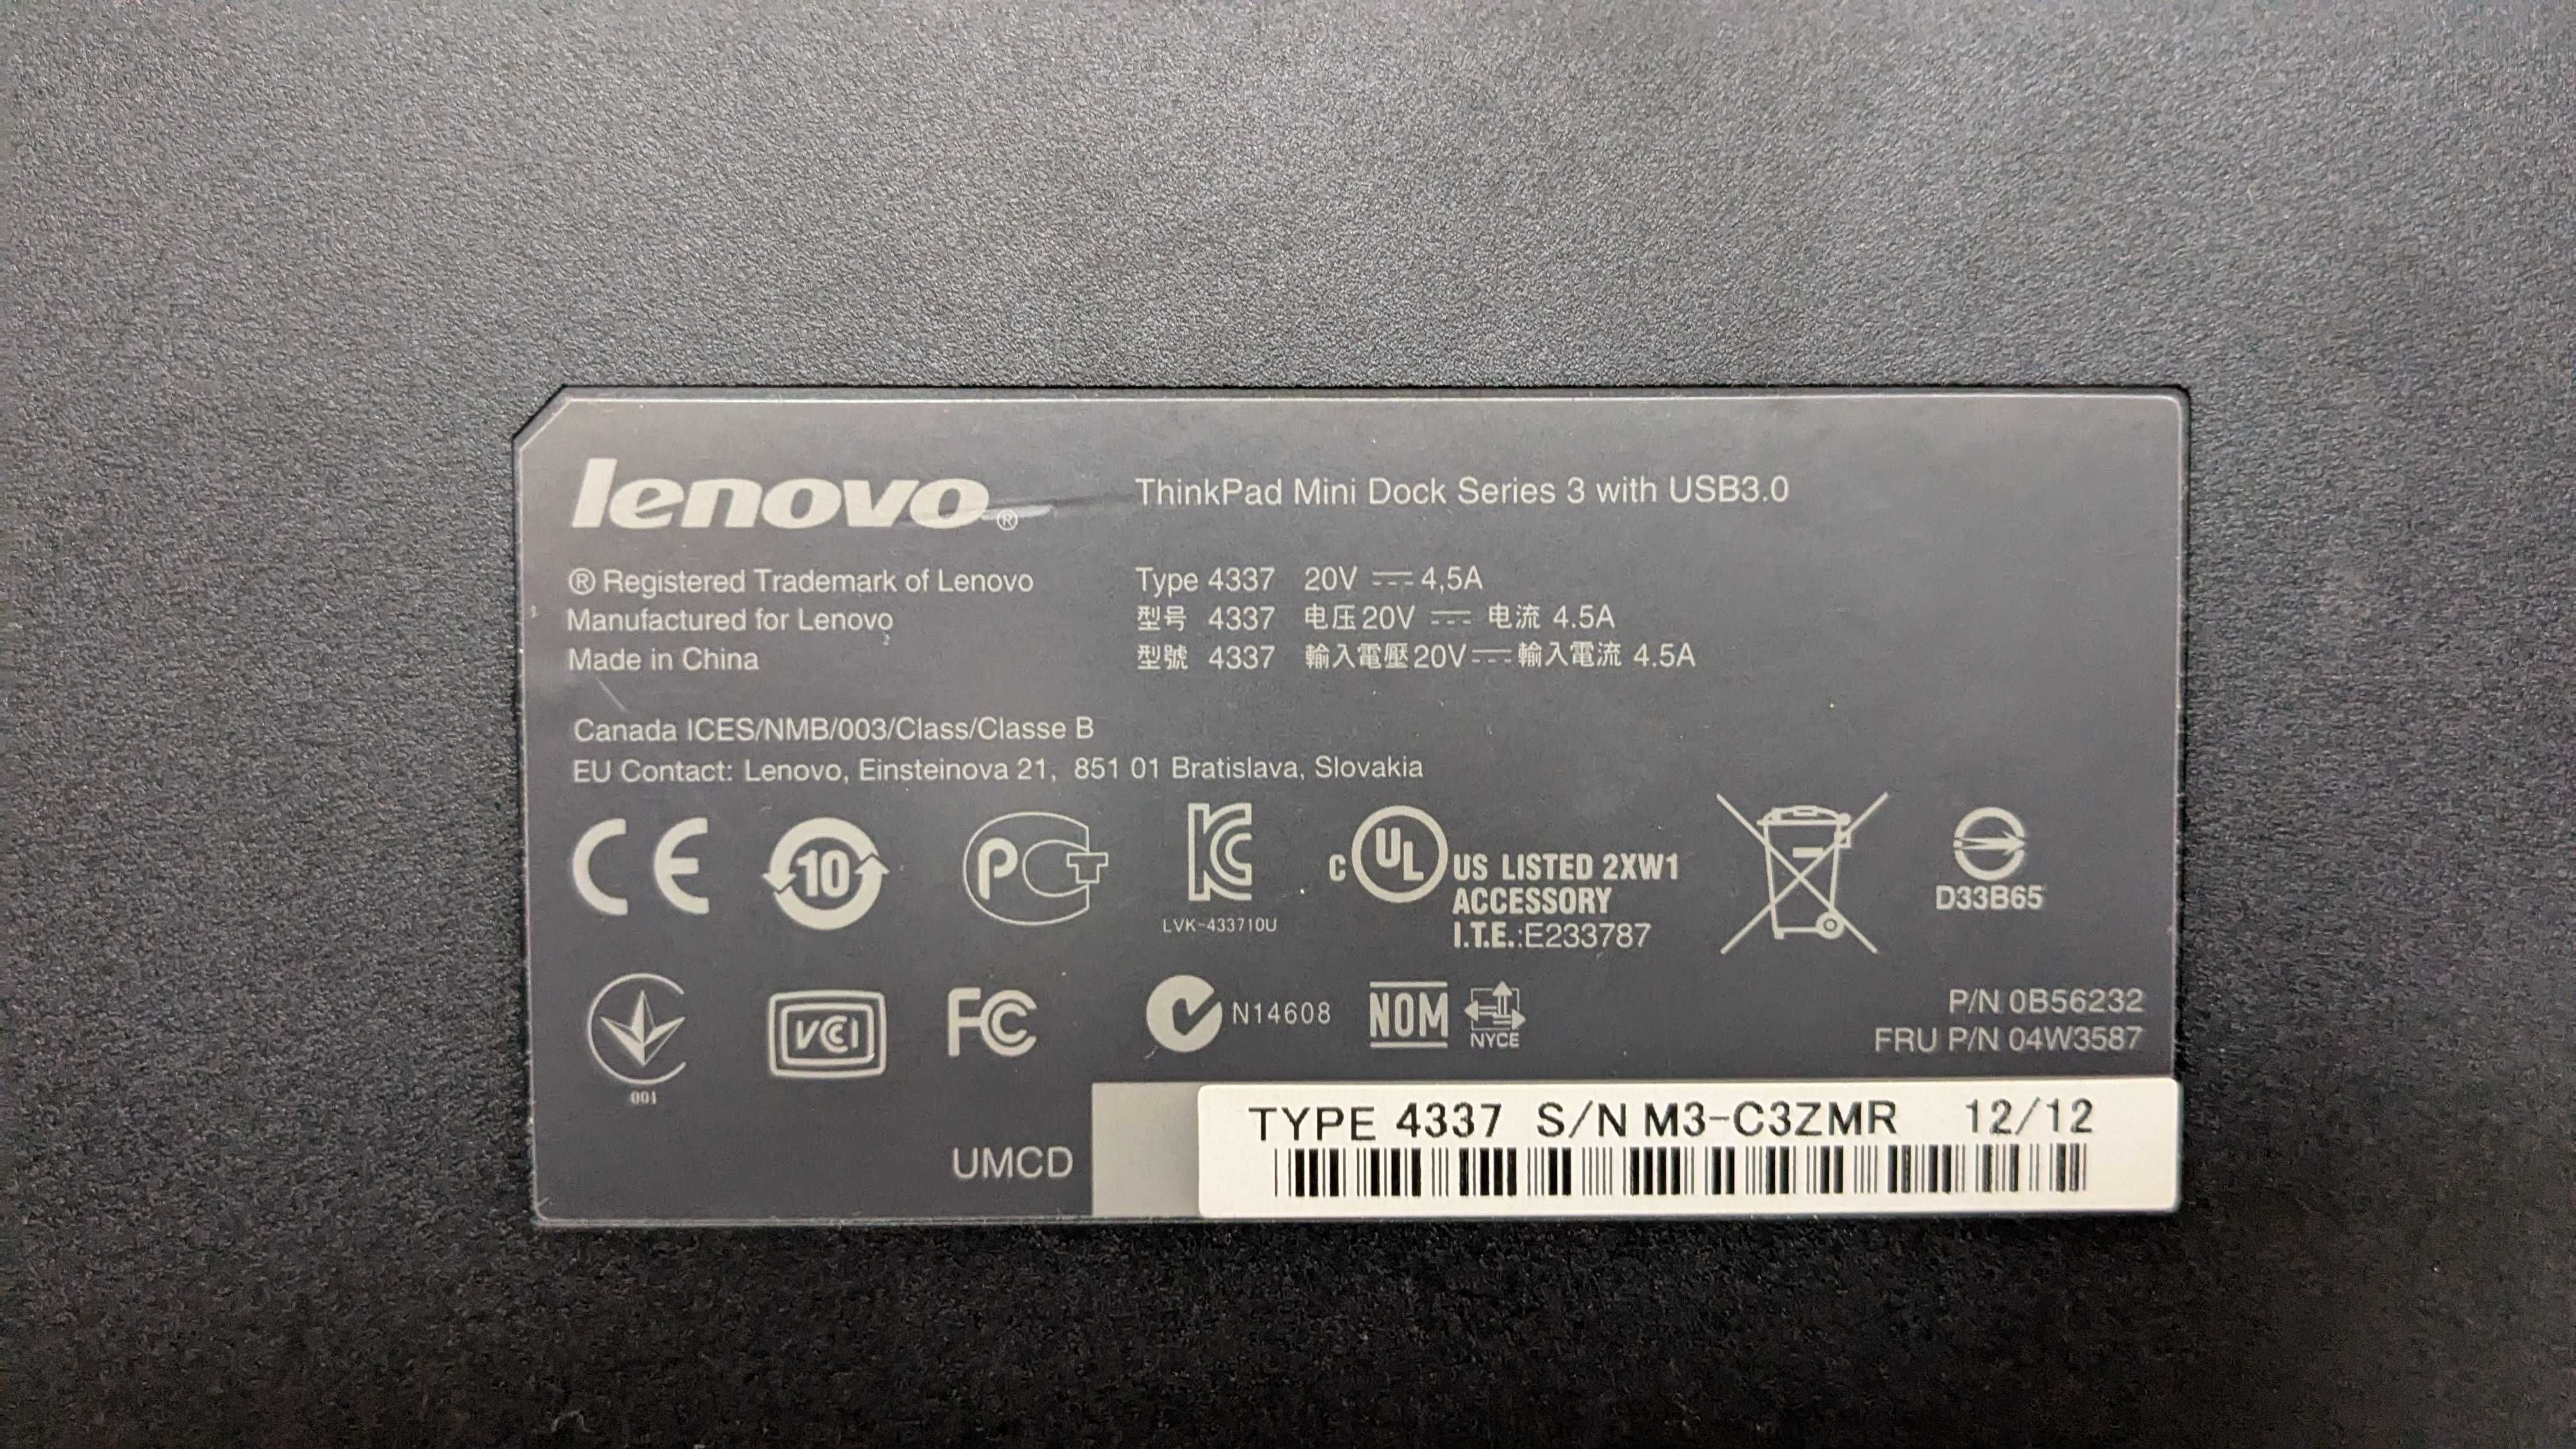 lenovo®
ThinkPad Mini Dock Series 3 with USB3.0
® Registered Trademark of Lenovo
Manufactured for Lenovo
Made in China
Type 4337 20V 4,5A
型号 4337 电压20V 电流 4.5A
型號 4337 輸入電壓20V 輸入電流 4.5A
Canada ICES/NMB/003/Class/Classe B
EU Contact: Lenovo, Einsteinova 21, 851 01 Bratislava, Slovakia
CE
10
PCT
KC
LVK-433710U
C UL US LISTED 2XW1
ACCESSORY
I.T.E.:E233787
D33B65
001
VCI
FC
N14608
NOM
NYCE
P/N 0B56232
FRU P/N 04W3587
UMCD
TYPE 4337 S/N M3-C3ZMR 12/12